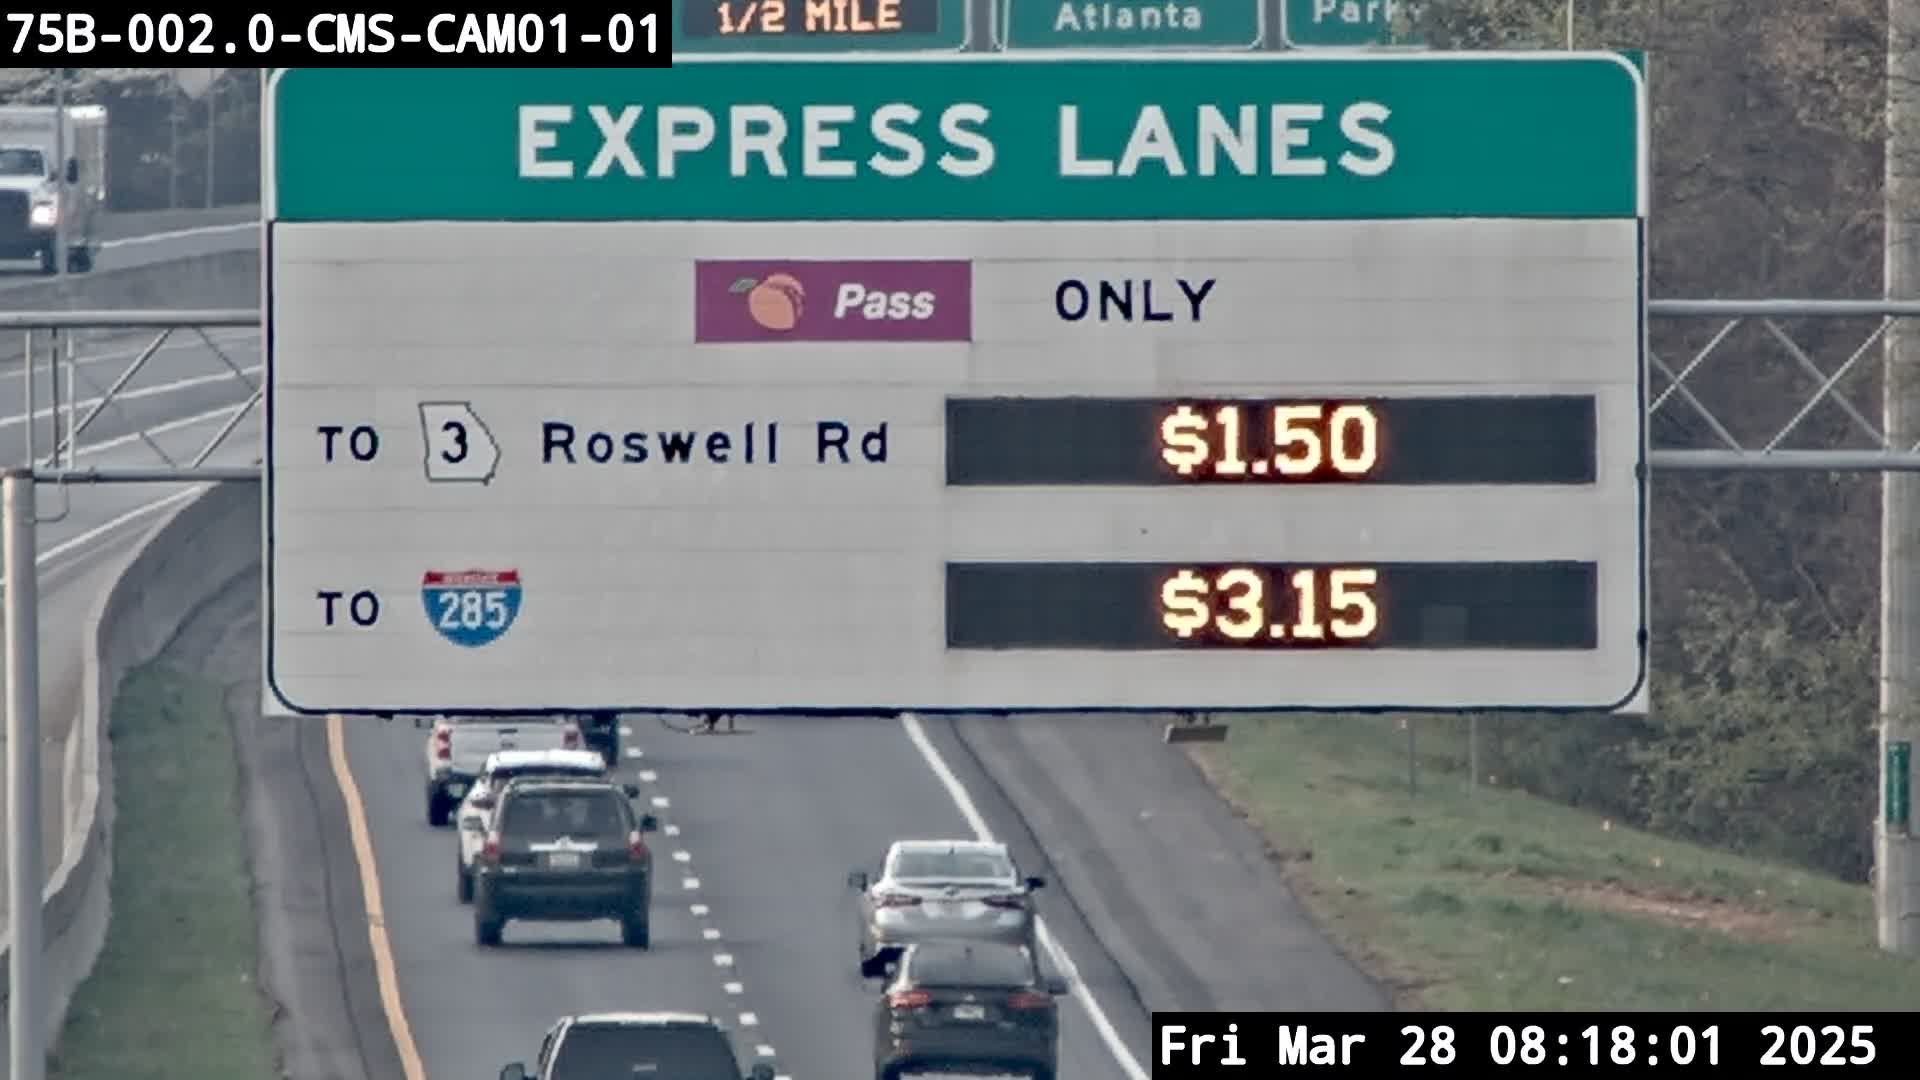 75B-002.0-CMS-CAM01-01
1/2 MILE
Atlanta
EXPRESS LANES
Pass ONLY
TO 3 Roswell Rd $1.50
TO 285 $3.15
Fri Mar 28 08:18:01 2025